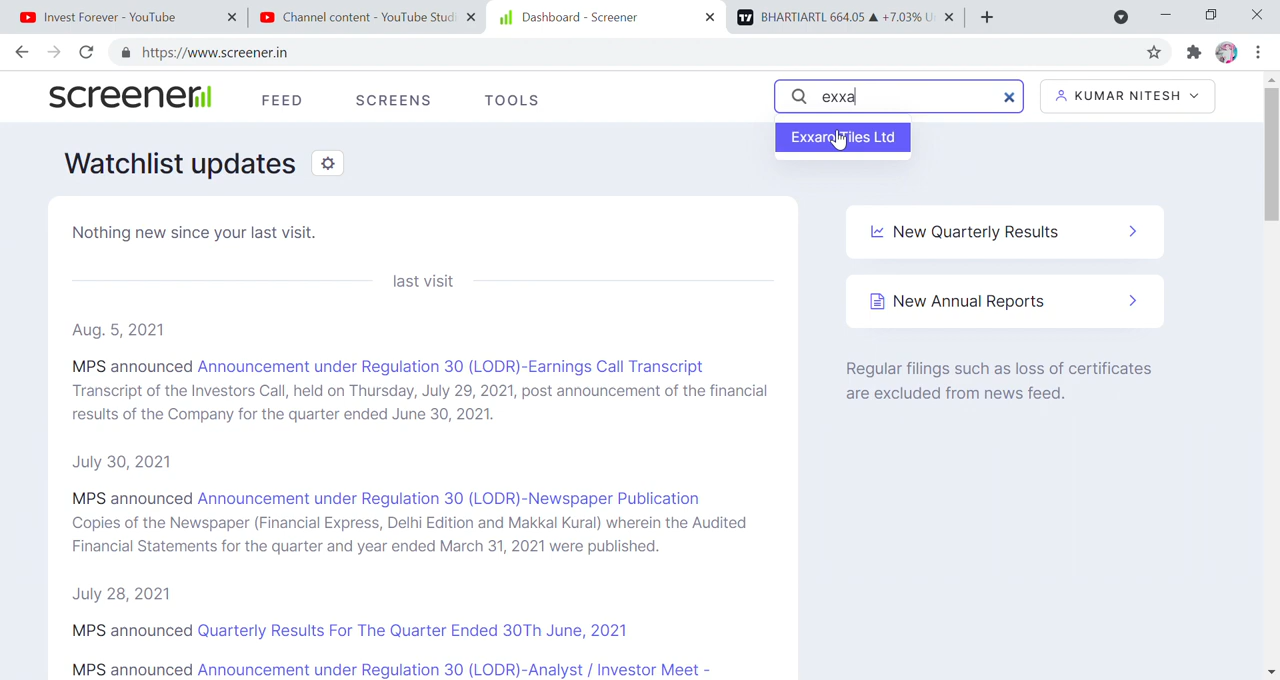 Invest Forever - YouTube
Channel content - YouTube Studi
Dashboard - Screener
BHARTIARTL 664.05 ▲ +7.03% U
https://www.screener.in
screener
FEED
SCREENS
TOOLS
exxa
KUMAR NITESH
Exxaro Tiles Ltd
Watchlist updates
Nothing new since your last visit.
last visit
Aug. 5, 2021
MPS announced Announcement under Regulation 30 (LODR)-Earnings Call Transcript
Transcript of the Investors Call, held on Thursday, July 29, 2021, post announcement of the financial
results of the Company for the quarter ended June 30, 2021.
July 30, 2021
MPS announced Announcement under Regulation 30 (LODR)-Newspaper Publication
Copies of the Newspaper (Financial Express, Delhi Edition and Makkal Kural) wherein the Audited
Financial Statements for the quarter and year ended March 31, 2021 were published.
July 28, 2021
MPS announced Quarterly Results For The Quarter Ended 30Th June, 2021
MPS announced Announcement under Regulation 30 (LODR)-Analyst / Investor Meet -
New Quarterly Results
New Annual Reports
Regular filings such as loss of certificates
are excluded from news feed.